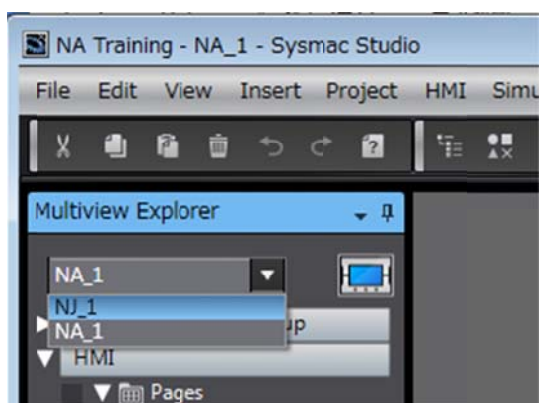 NA Training - NA_1 - Sysmac Studio
File Edit View Insert Project HMI Simu
Multiview Explorer
NA_1
NJ_1
NA_1
up
HMI
Pages